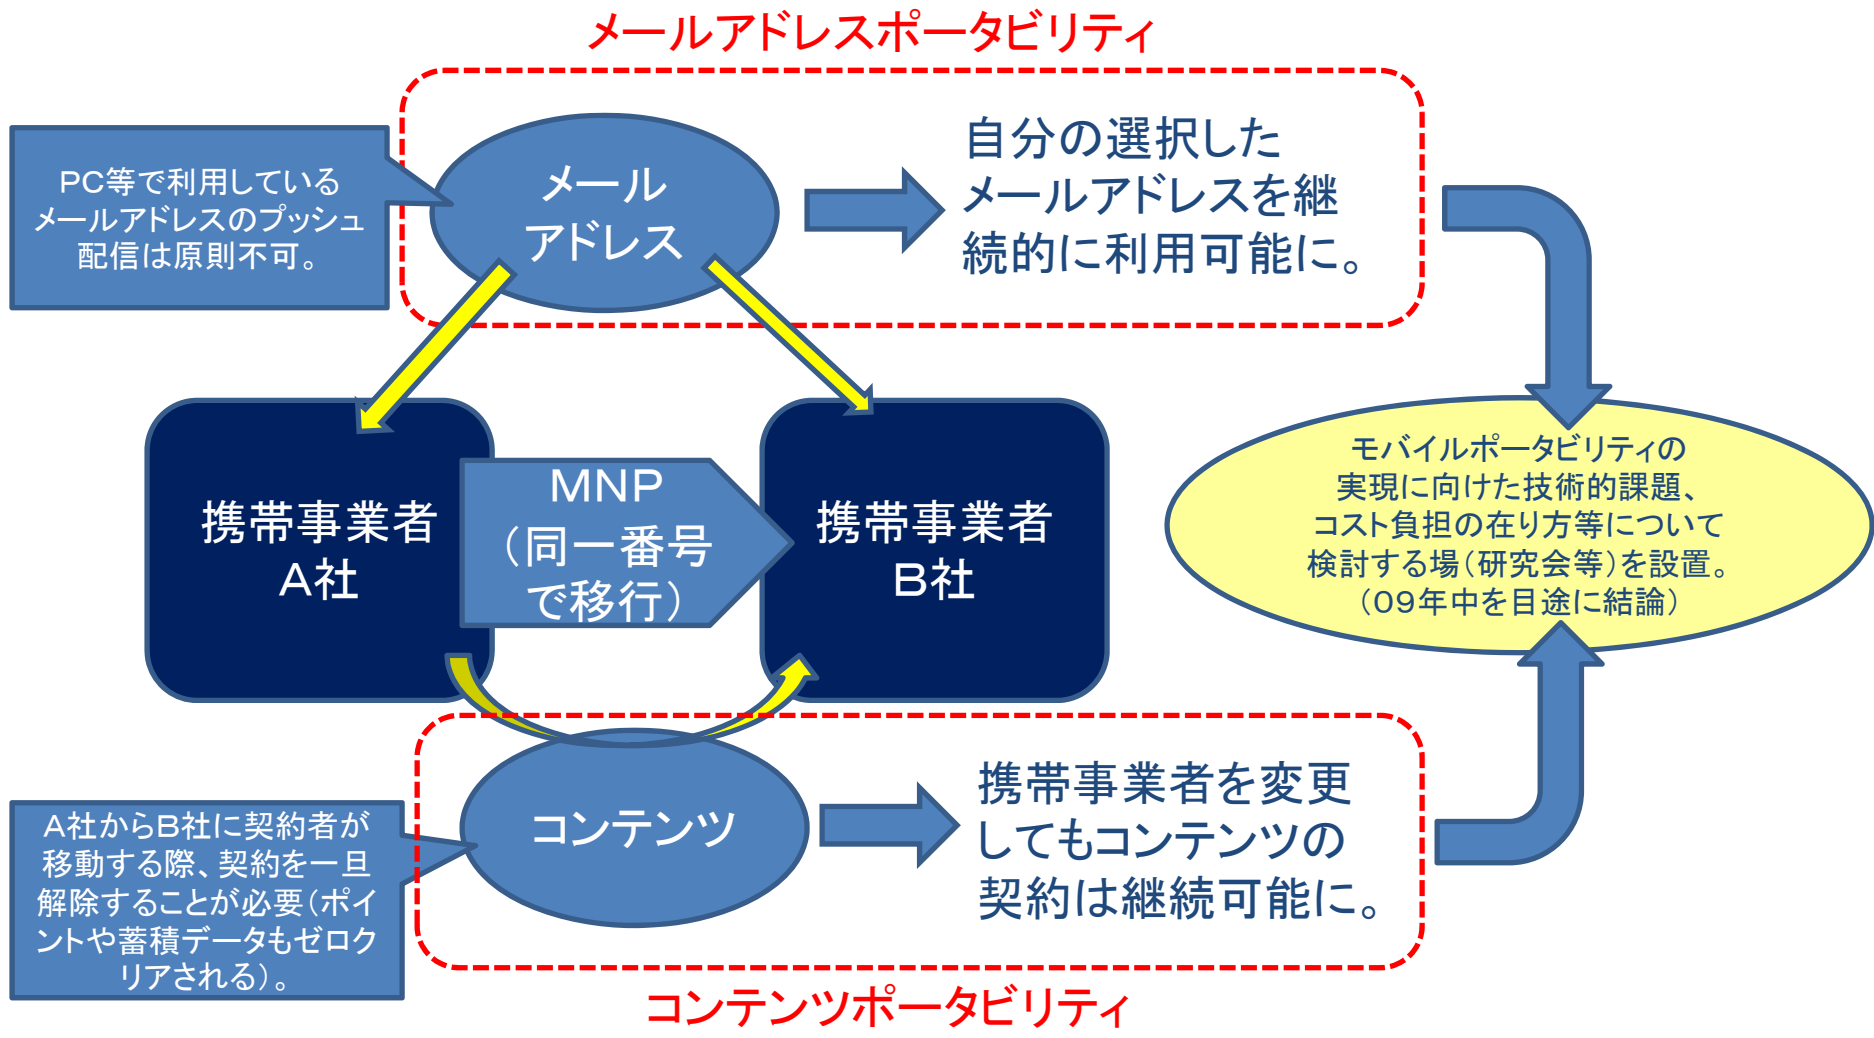 メールアドレスポータビリティ
PC等で利用している
メールアドレスのプッシュ
配信は原則不可。
メール
アドレス
自分の選択した
メールアドレスを継
続的に利用可能に。
携帯事業者
A社
MNP
(同一番号
で移行)
携帯事業者
B社
モバイルポータビリティの
実現に向けた技術的課題、
コスト負担の在り方等について
検討する場(研究会等)を設置。
(09年中を目途に結論)
A社からB社に契約者が
移動する際、契約を一旦
解除することが必要(ポイ
ントや蓄積データもゼロク
リアされる)。
コンテンツ
携帯事業者を変更
してもコンテンツの
契約は継続可能に。
コンテンツポータビリティ